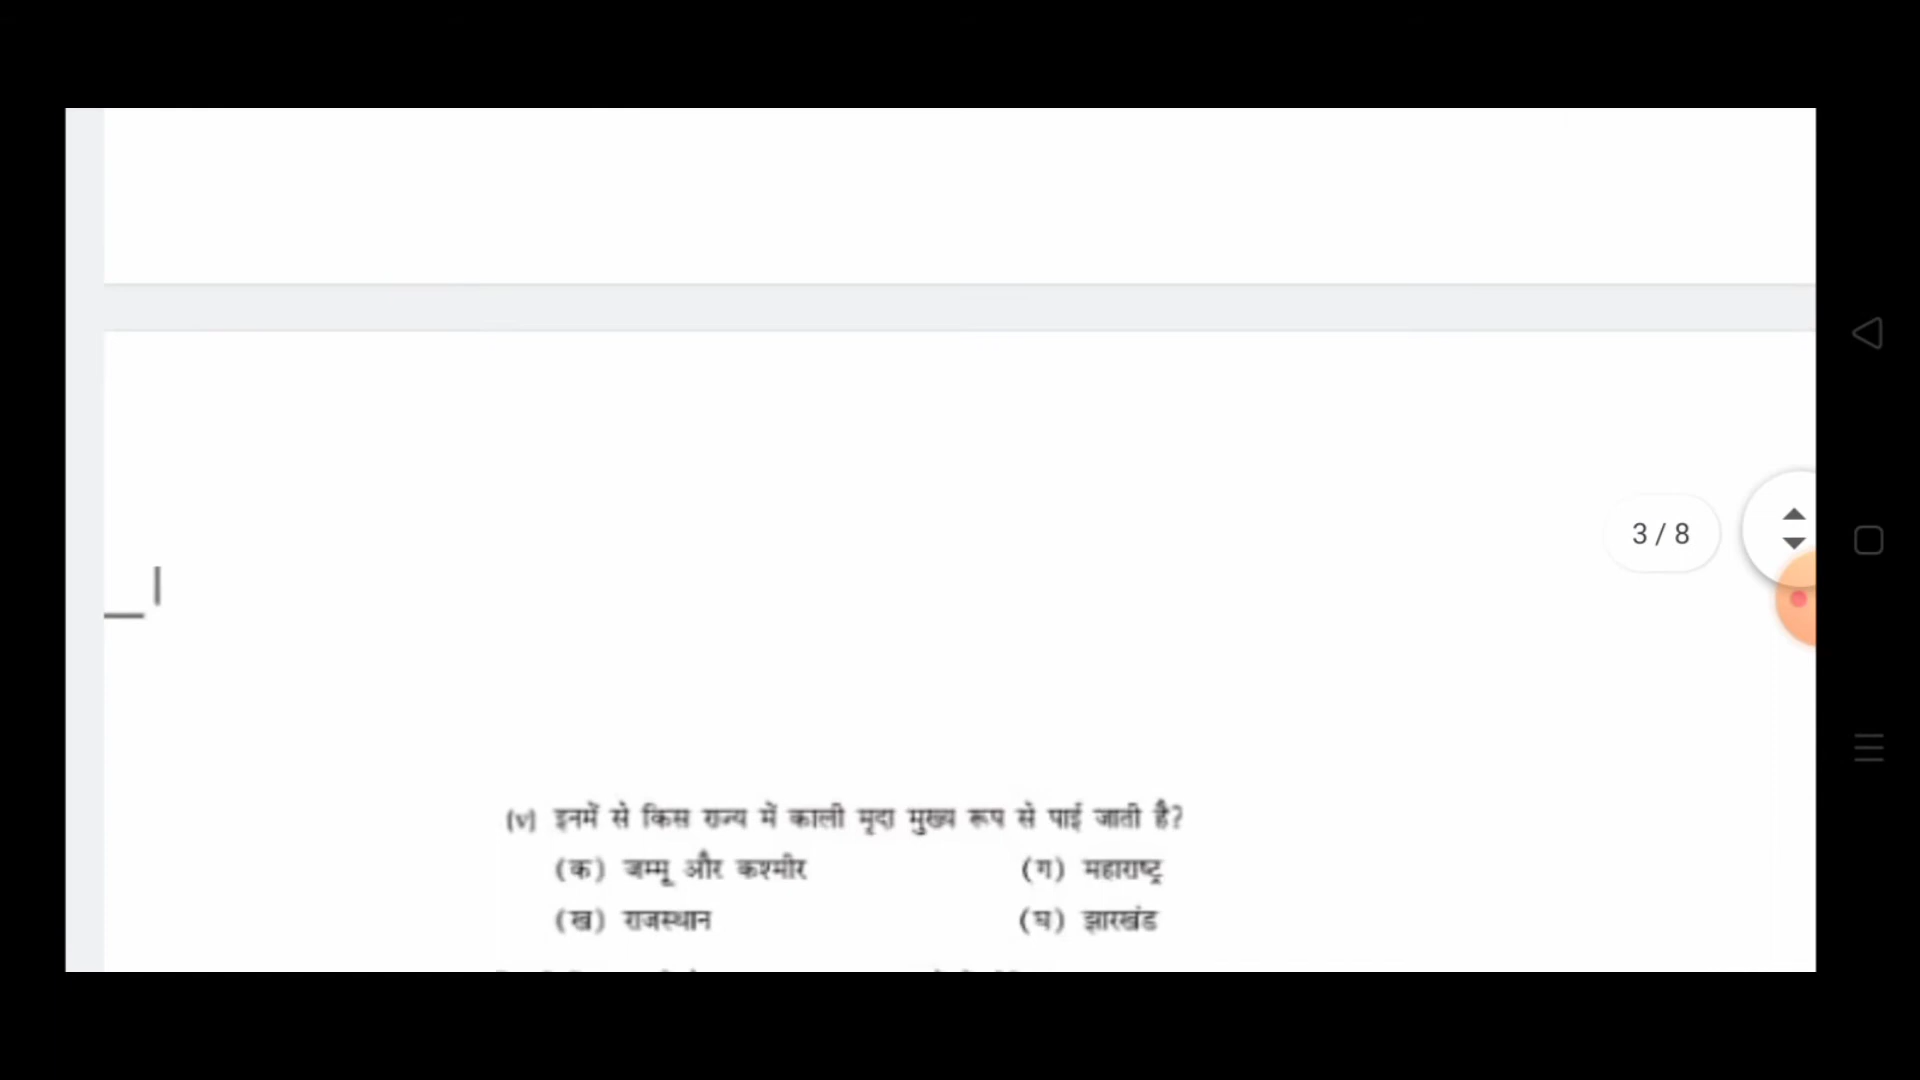 3 / 8
(v) इनमें से किस राज्य में काली मृदा मुख्य रूप से पाई जाती है?
(क) जम्मू और कश्मीर (ग) महाराष्ट्र
(ख) राजस्थान (घ) झारखंड